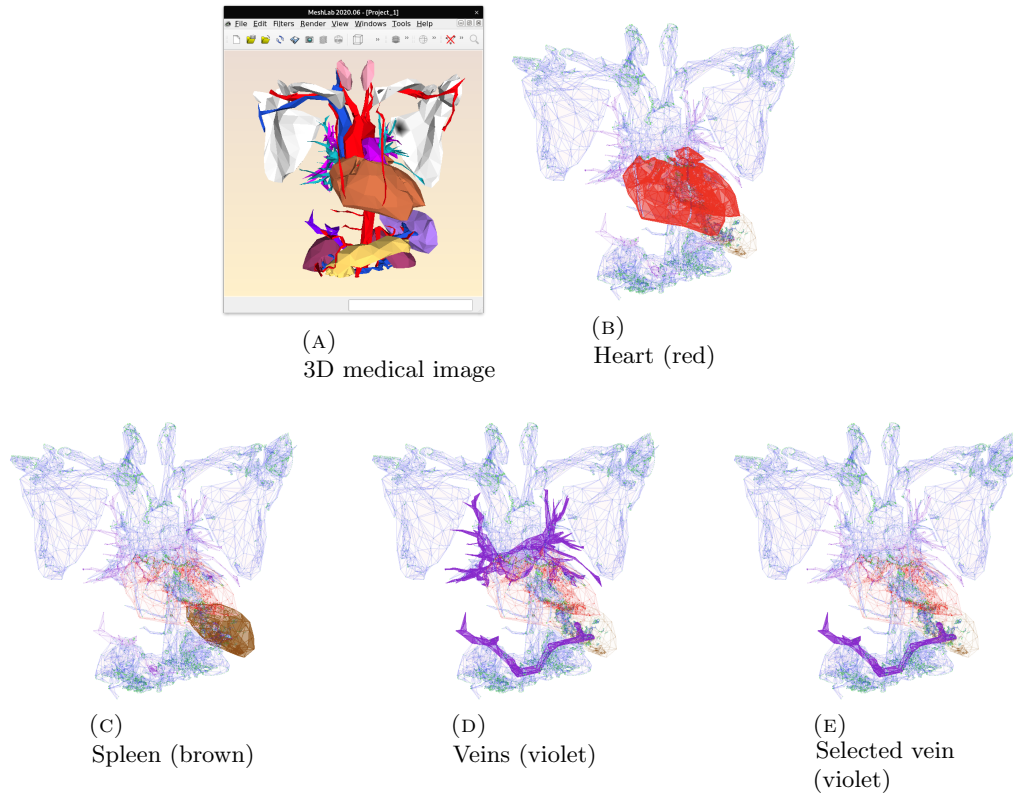 MeshLab 2020.06 - [Project_1]
File Edit Filters Render View Windows Tools Help
(A)
3D medical image
(B)
Heart (red)
(C)
Spleen (brown)
(D)
Veins (violet)
(E)
Selected vein
(violet)